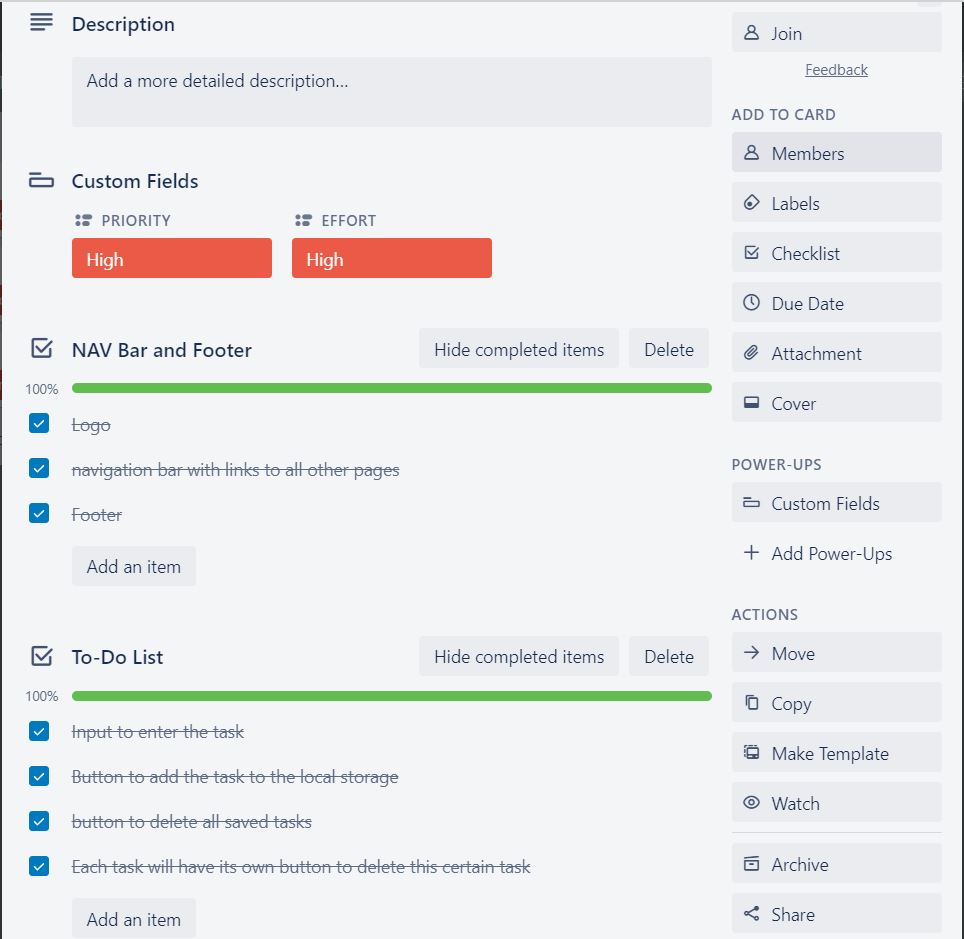 Description
Add a more detailed description…
Custom Fields
PRIORITY
EFFORT
High
High
NAV Bar and Footer
Hide completed items
Delete
100%
Logo
navigation bar with links to all other pages
Footer
Add an item
To-Do List
Hide completed items
Delete
100%
Input to enter the task
Button to add the task to the local storage
button to delete all saved tasks
Each task will have its own button to delete this certain task
Add an item
Join
Feedback
ADD TO CARD
Members
Labels
Checklist
Due Date
Attachment
Cover
POWER-UPS
Custom Fields
Add Power-Ups
ACTIONS
Move
Copy
Make Template
Watch
Archive
Share